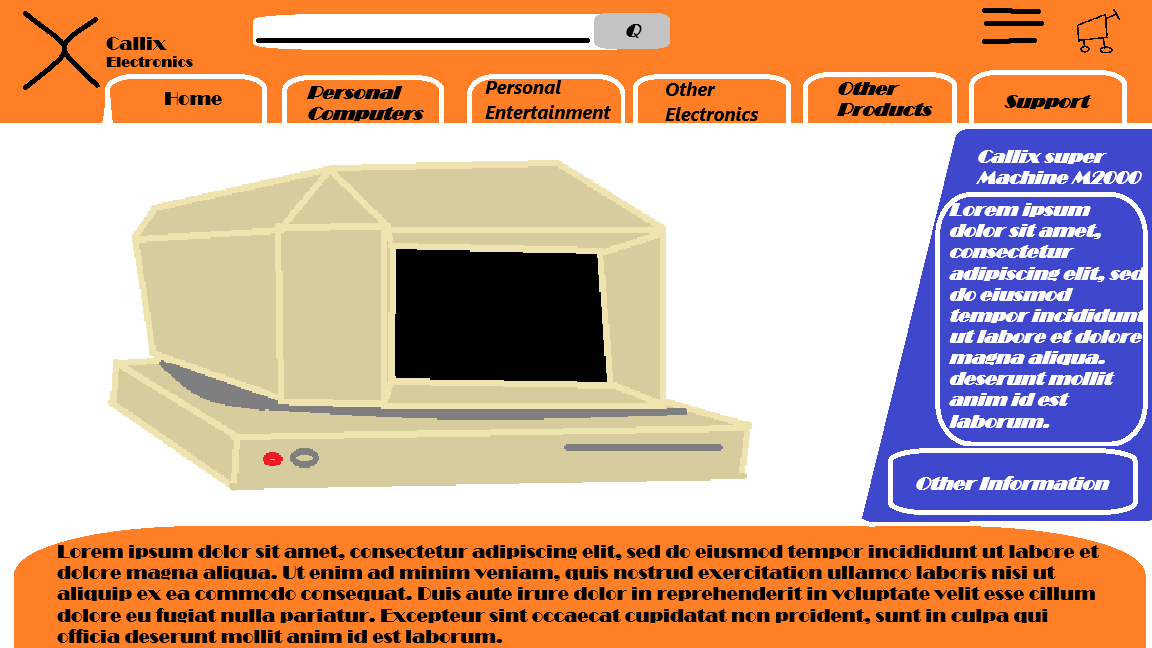 Callix
Electronics
Q
Home
Personal
Computers
Personal
Entertainment
Other
Electronics
Other
Products
Support
Callix super
Machine M2000
Lorem ipsum
dolor sit amet,
consectetur
adipiscing elit, sed
do eiusmod
tempor incididunt
ut labore et dolore
magna aliqua.
deserunt mollit
anim id est
laborum.
Other Information
Lorem ipsum dolor sit amet, consectetur adipiscing elit, sed do eiusmod tempor incididunt ut labore et
dolore magna aliqua. Ut enim ad minim veniam, quis nostrud exercitation ullamco laboris nisi ut
aliquip ex ea commodo consequat. Duis aute irure dolor in reprehenderit in voluptate velit esse cillum
dolore eu fugiat nulla pariatur. Excepteur sint occaecat cupidatat non proident, sunt in culpa qui
officia deserunt mollit anim id est laborum.